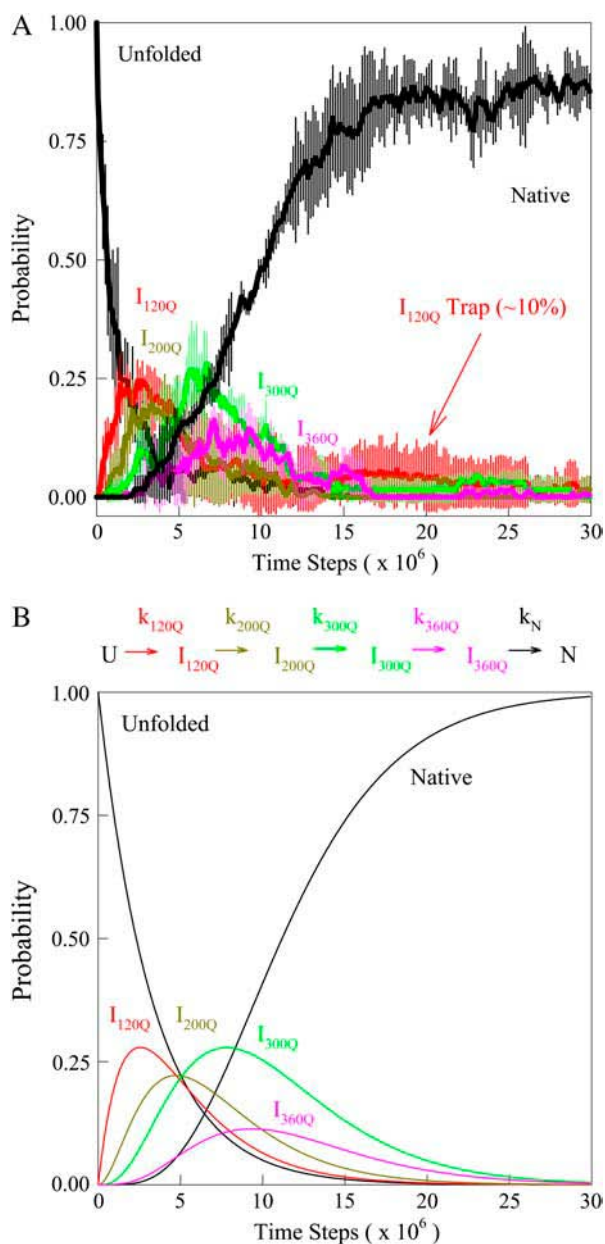 A
1.00
Unfolded
0.75
Native
Probability
0.50
I120Q
I200Q
I120Q Trap (~10%)
0.25
I300Q
I360Q
0.00
0 5 10 15 20 25 30
Time Steps ( x 10^6 )
B
k120Q k200Q k300Q k360Q kN
U → I120Q → I200Q → I300Q → I360Q → N
1.00
Unfolded
Native
0.75
Probability
0.50
I120Q I200Q
I300Q
0.25
I360Q
0.00
0 5 10 15 20 25 30
Time Steps ( x 10^6 )